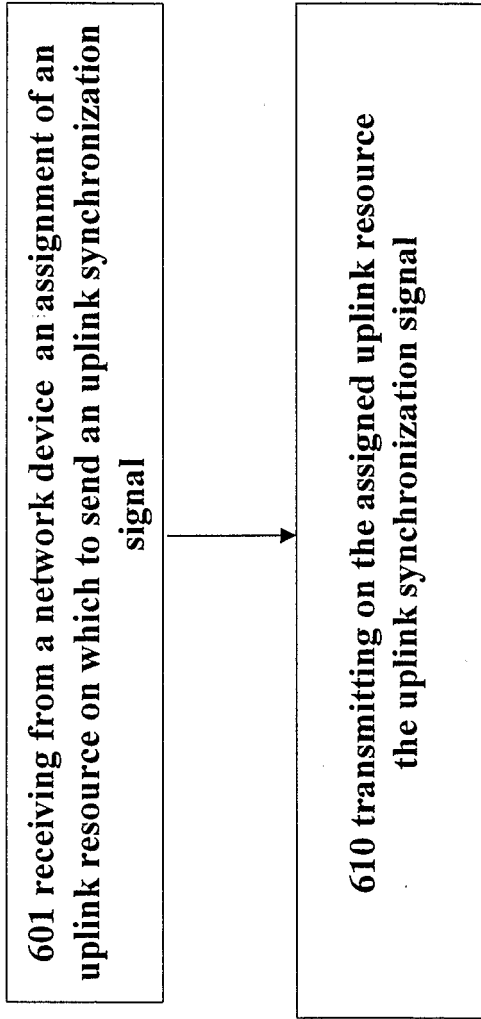 601 receiving from a network device an assignment of an
uplink resource on which to send an uplink synchronization
signal
610 transmitting on the assigned uplink resource
the uplink synchronization signal